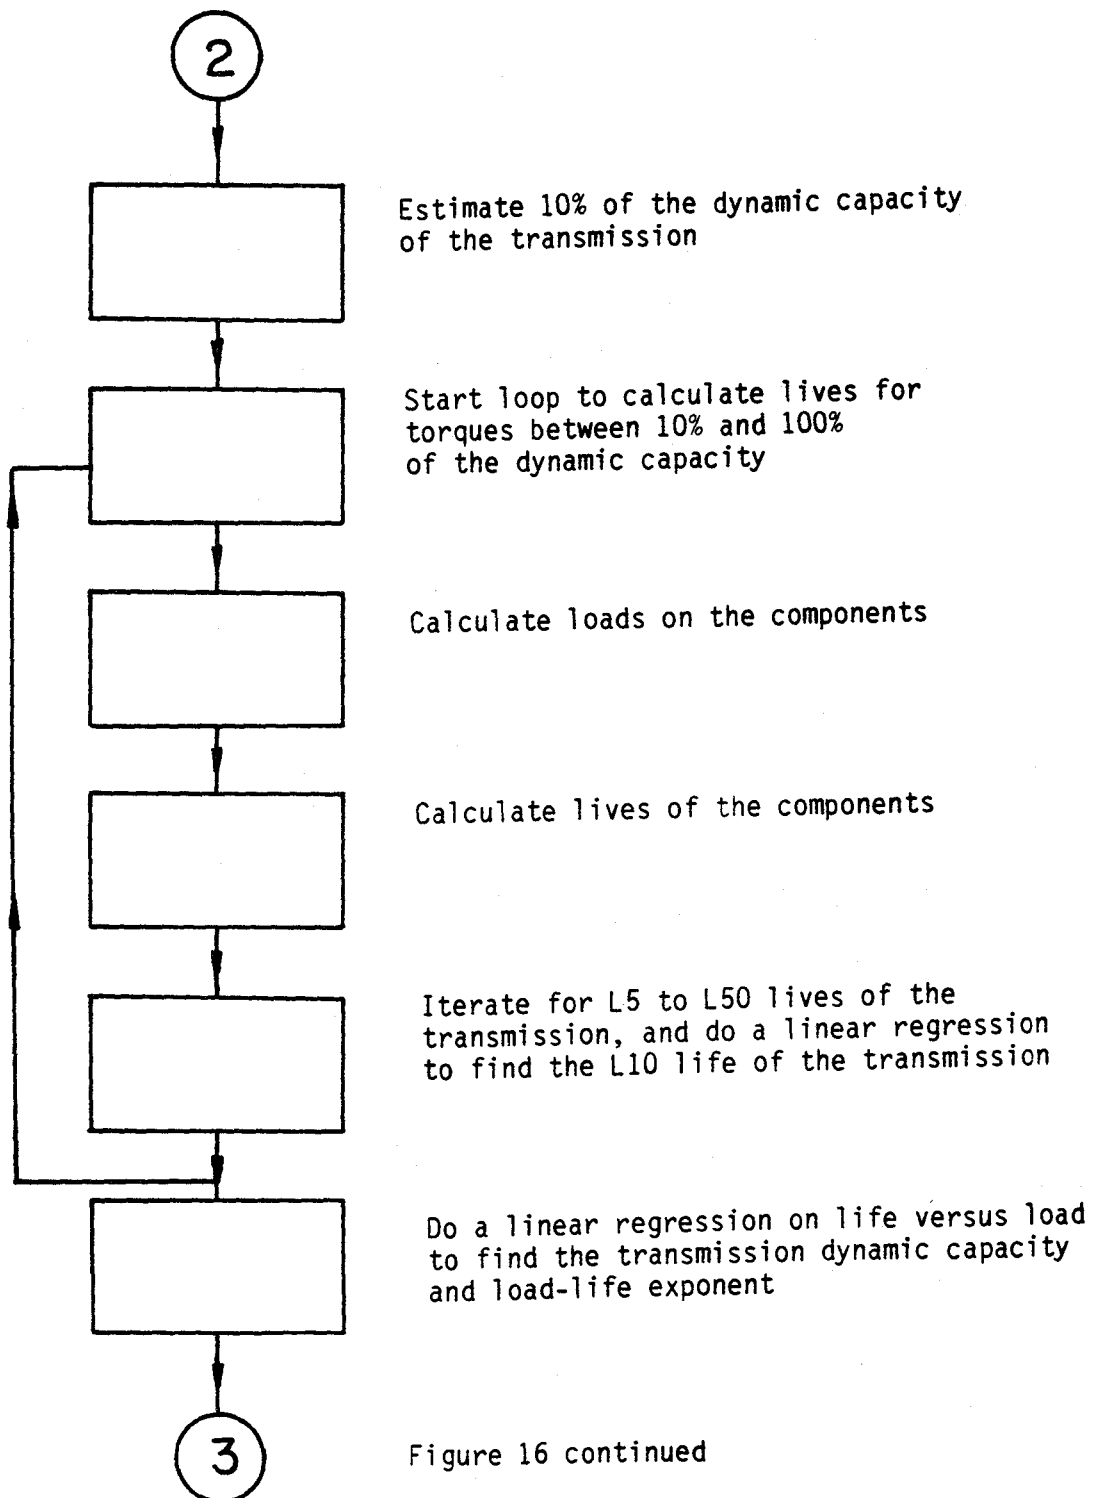 2
Estimate 10% of the dynamic capacity
of the transmission
Start loop to calculate lives for
torques between 10% and 100%
of the dynamic capacity
Calculate loads on the components
Calculate lives of the components
Iterate for L5 to L50 lives of the
transmission, and do a linear regression
to find the L10 life of the transmission
Do a linear regression on life versus load
to find the transmission dynamic capacity
and load-life exponent
3
Figure 16 continued